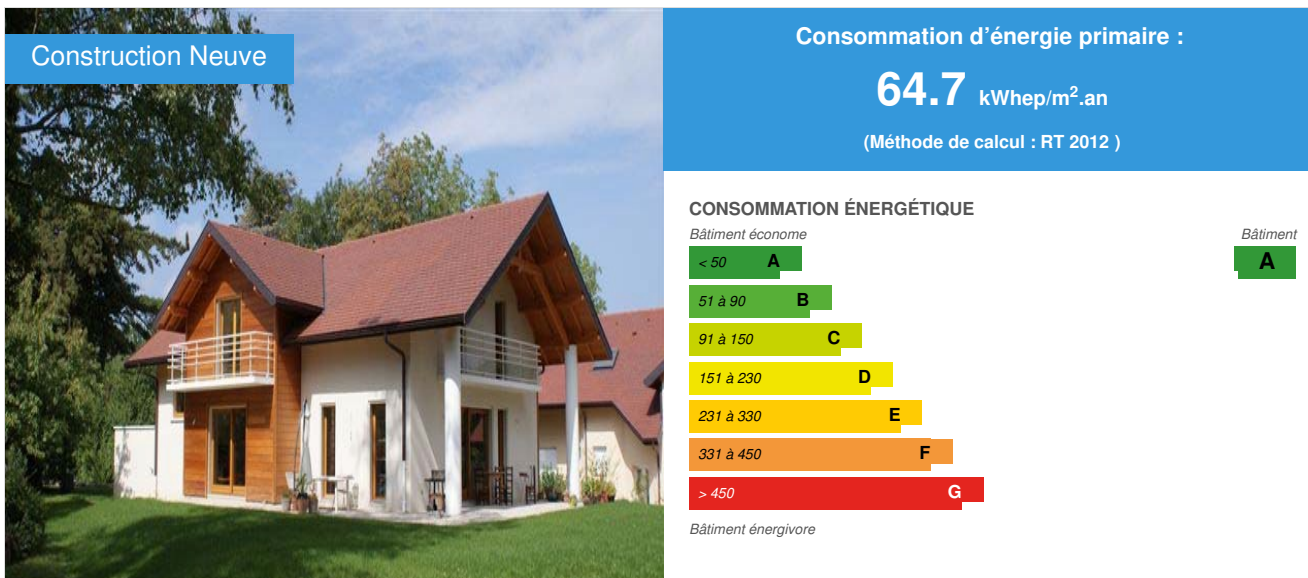 Construction Neuve
Consommation d'énergie primaire :
64.7 kWhep/m².an
(Méthode de calcul : RT 2012 )
CONSOMMATION ÉNERGÉTIQUE
Bâtiment économe
Bâtiment
< 50 A
A
51 à 90 B
91 à 150 C
151 à 230 D
231 à 330 E
331 à 450 F
> 450 G
Bâtiment énergivore